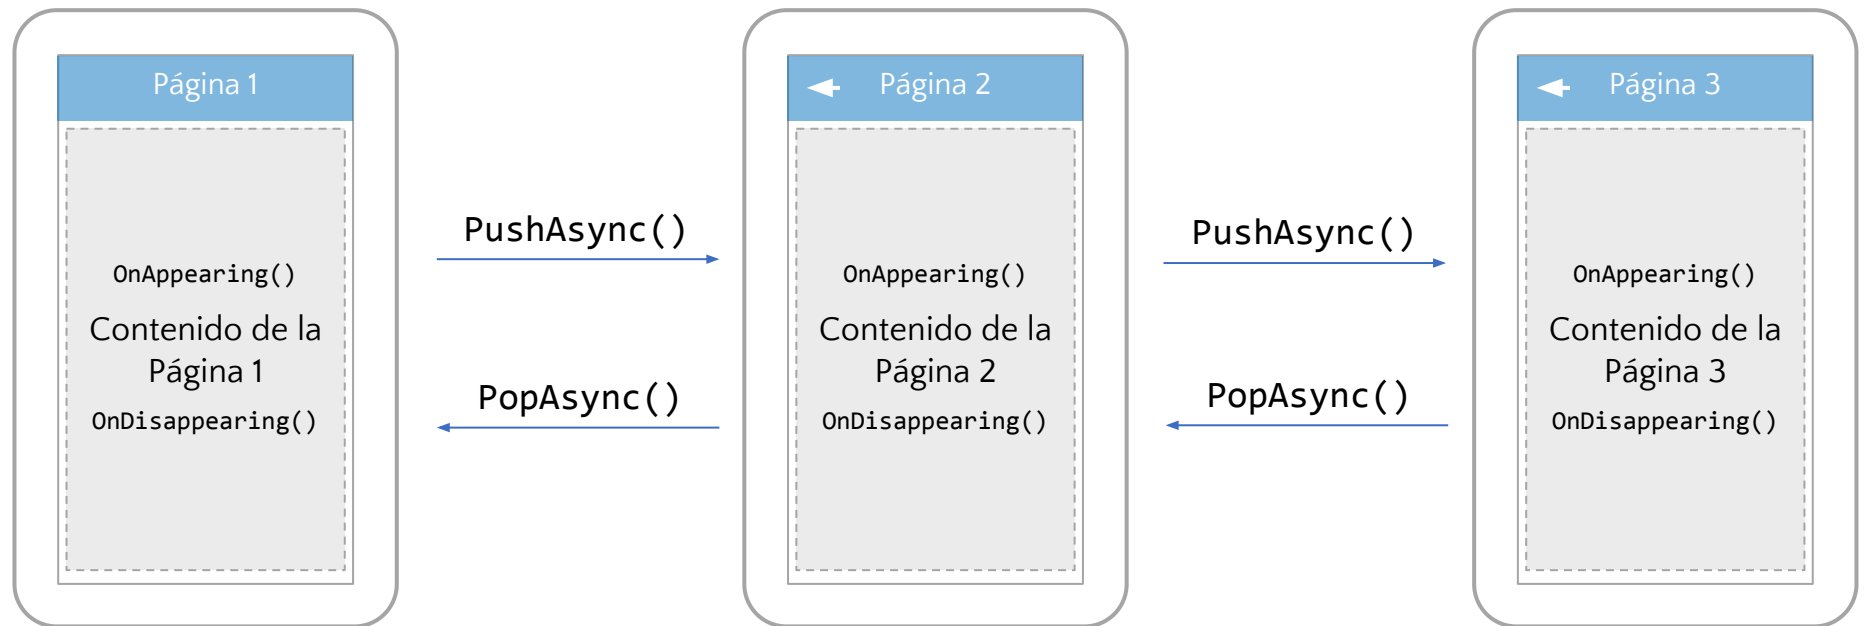 Página 1
OnAppearing()
Contenido de la
Página 1
OnDisappearing()
PushAsync()
PopAsync()
Página 2
OnAppearing()
Contenido de la
Página 2
OnDisappearing()
PushAsync()
PopAsync()
Página 3
OnAppearing()
Contenido de la
Página 3
OnDisappearing()